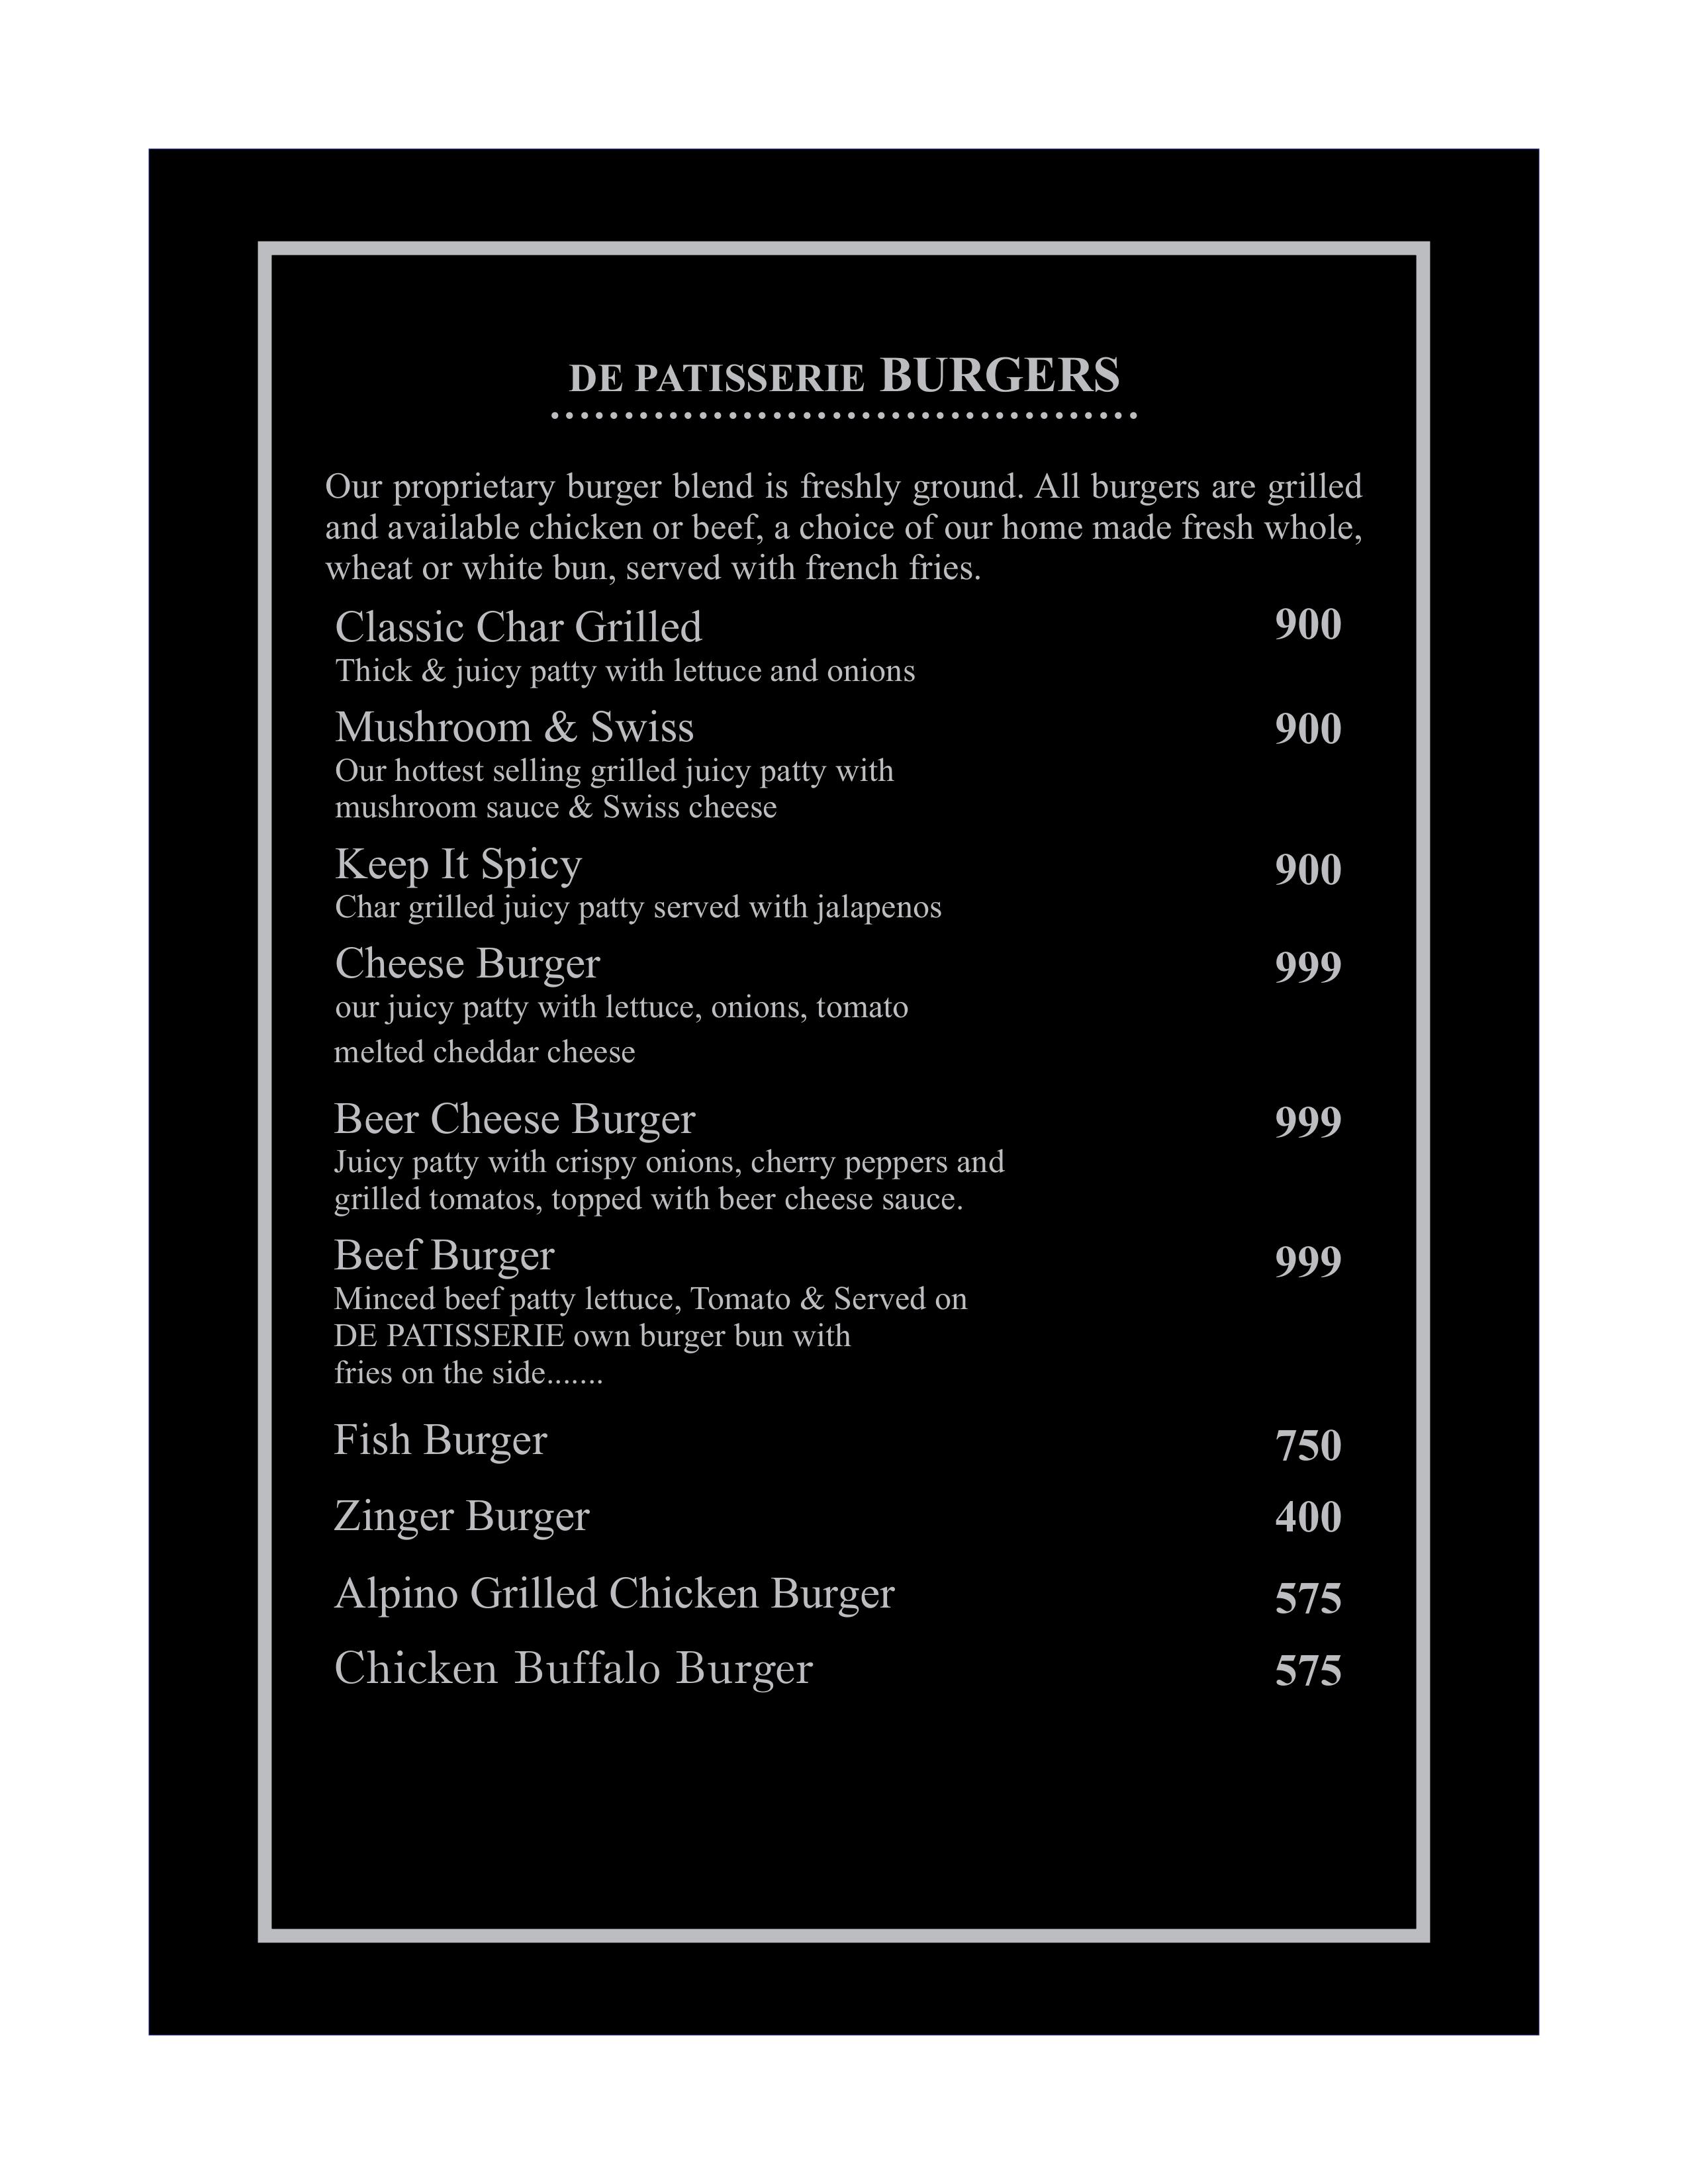 DE PATISSERIE BURGERS
Our proprietary burger blend is freshly ground. All burgers are grilled
and available chicken or beef, a choice of our home made fresh whole,
wheat or white bun, served with french fries.
Classic Char Grilled 900
Thick & juicy patty with lettuce and onions
Mushroom & Swiss 900
Our hottest selling grilled juicy patty with
mushroom sauce & Swiss cheese
Keep It Spicy 900
Char grilled juicy patty served with jalapenos
Cheese Burger 999
our juicy patty with lettuce, onions, tomato
melted cheddar cheese
Beer Cheese Burger 999
Juicy patty with crispy onions, cherry peppers and
grilled tomatos, topped with beer cheese sauce.
Beef Burger 999
Minced beef patty lettuce, Tomato & Served on
DE PATISSERIE own burger bun with
fries on the side.......
Fish Burger 750
Zinger Burger 400
Alpino Grilled Chicken Burger 575
Chicken Buffalo Burger 575